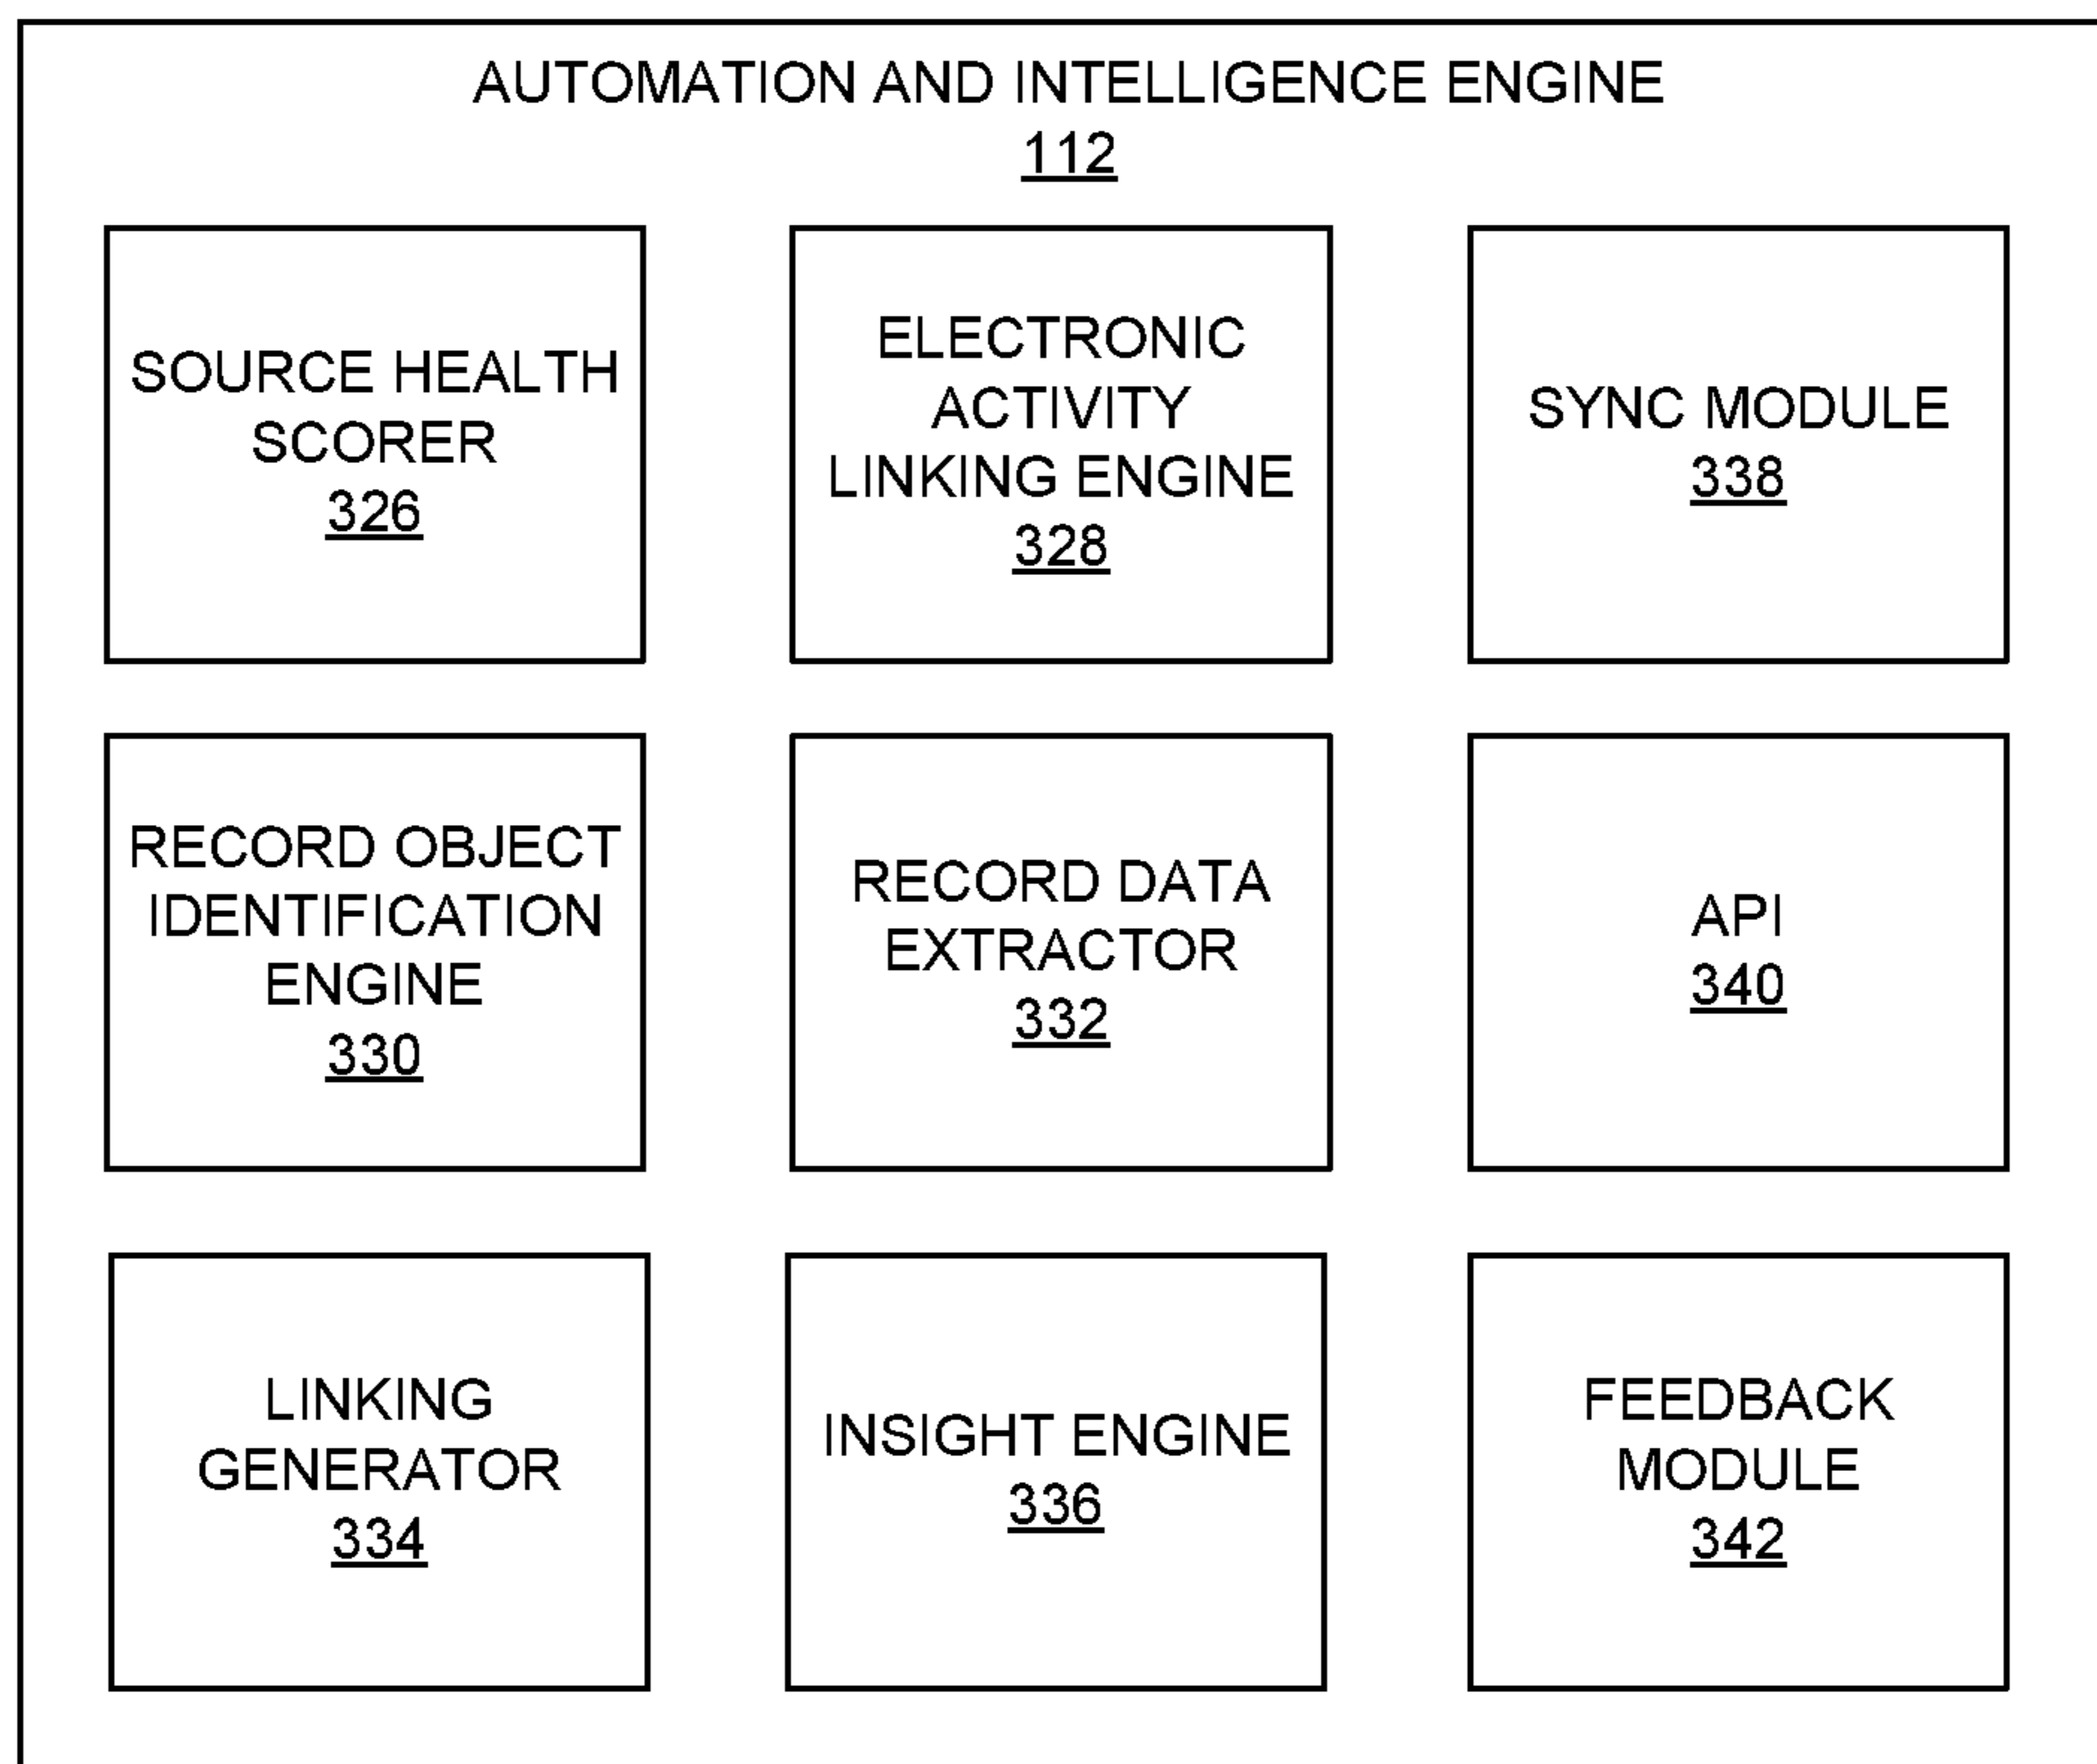 AUTOMATION AND INTELLIGENCE ENGINE
112
SOURCE HEALTH
SCORER
326
ELECTRONIC
ACTIVITY
LINKING ENGINE
328
SYNC MODULE
338
RECORD OBJECT
IDENTIFICATION
ENGINE
330
RECORD DATA
EXTRACTOR
332
API
340
LINKING
GENERATOR
334
INSIGHT ENGINE
336
FEEDBACK
MODULE
342